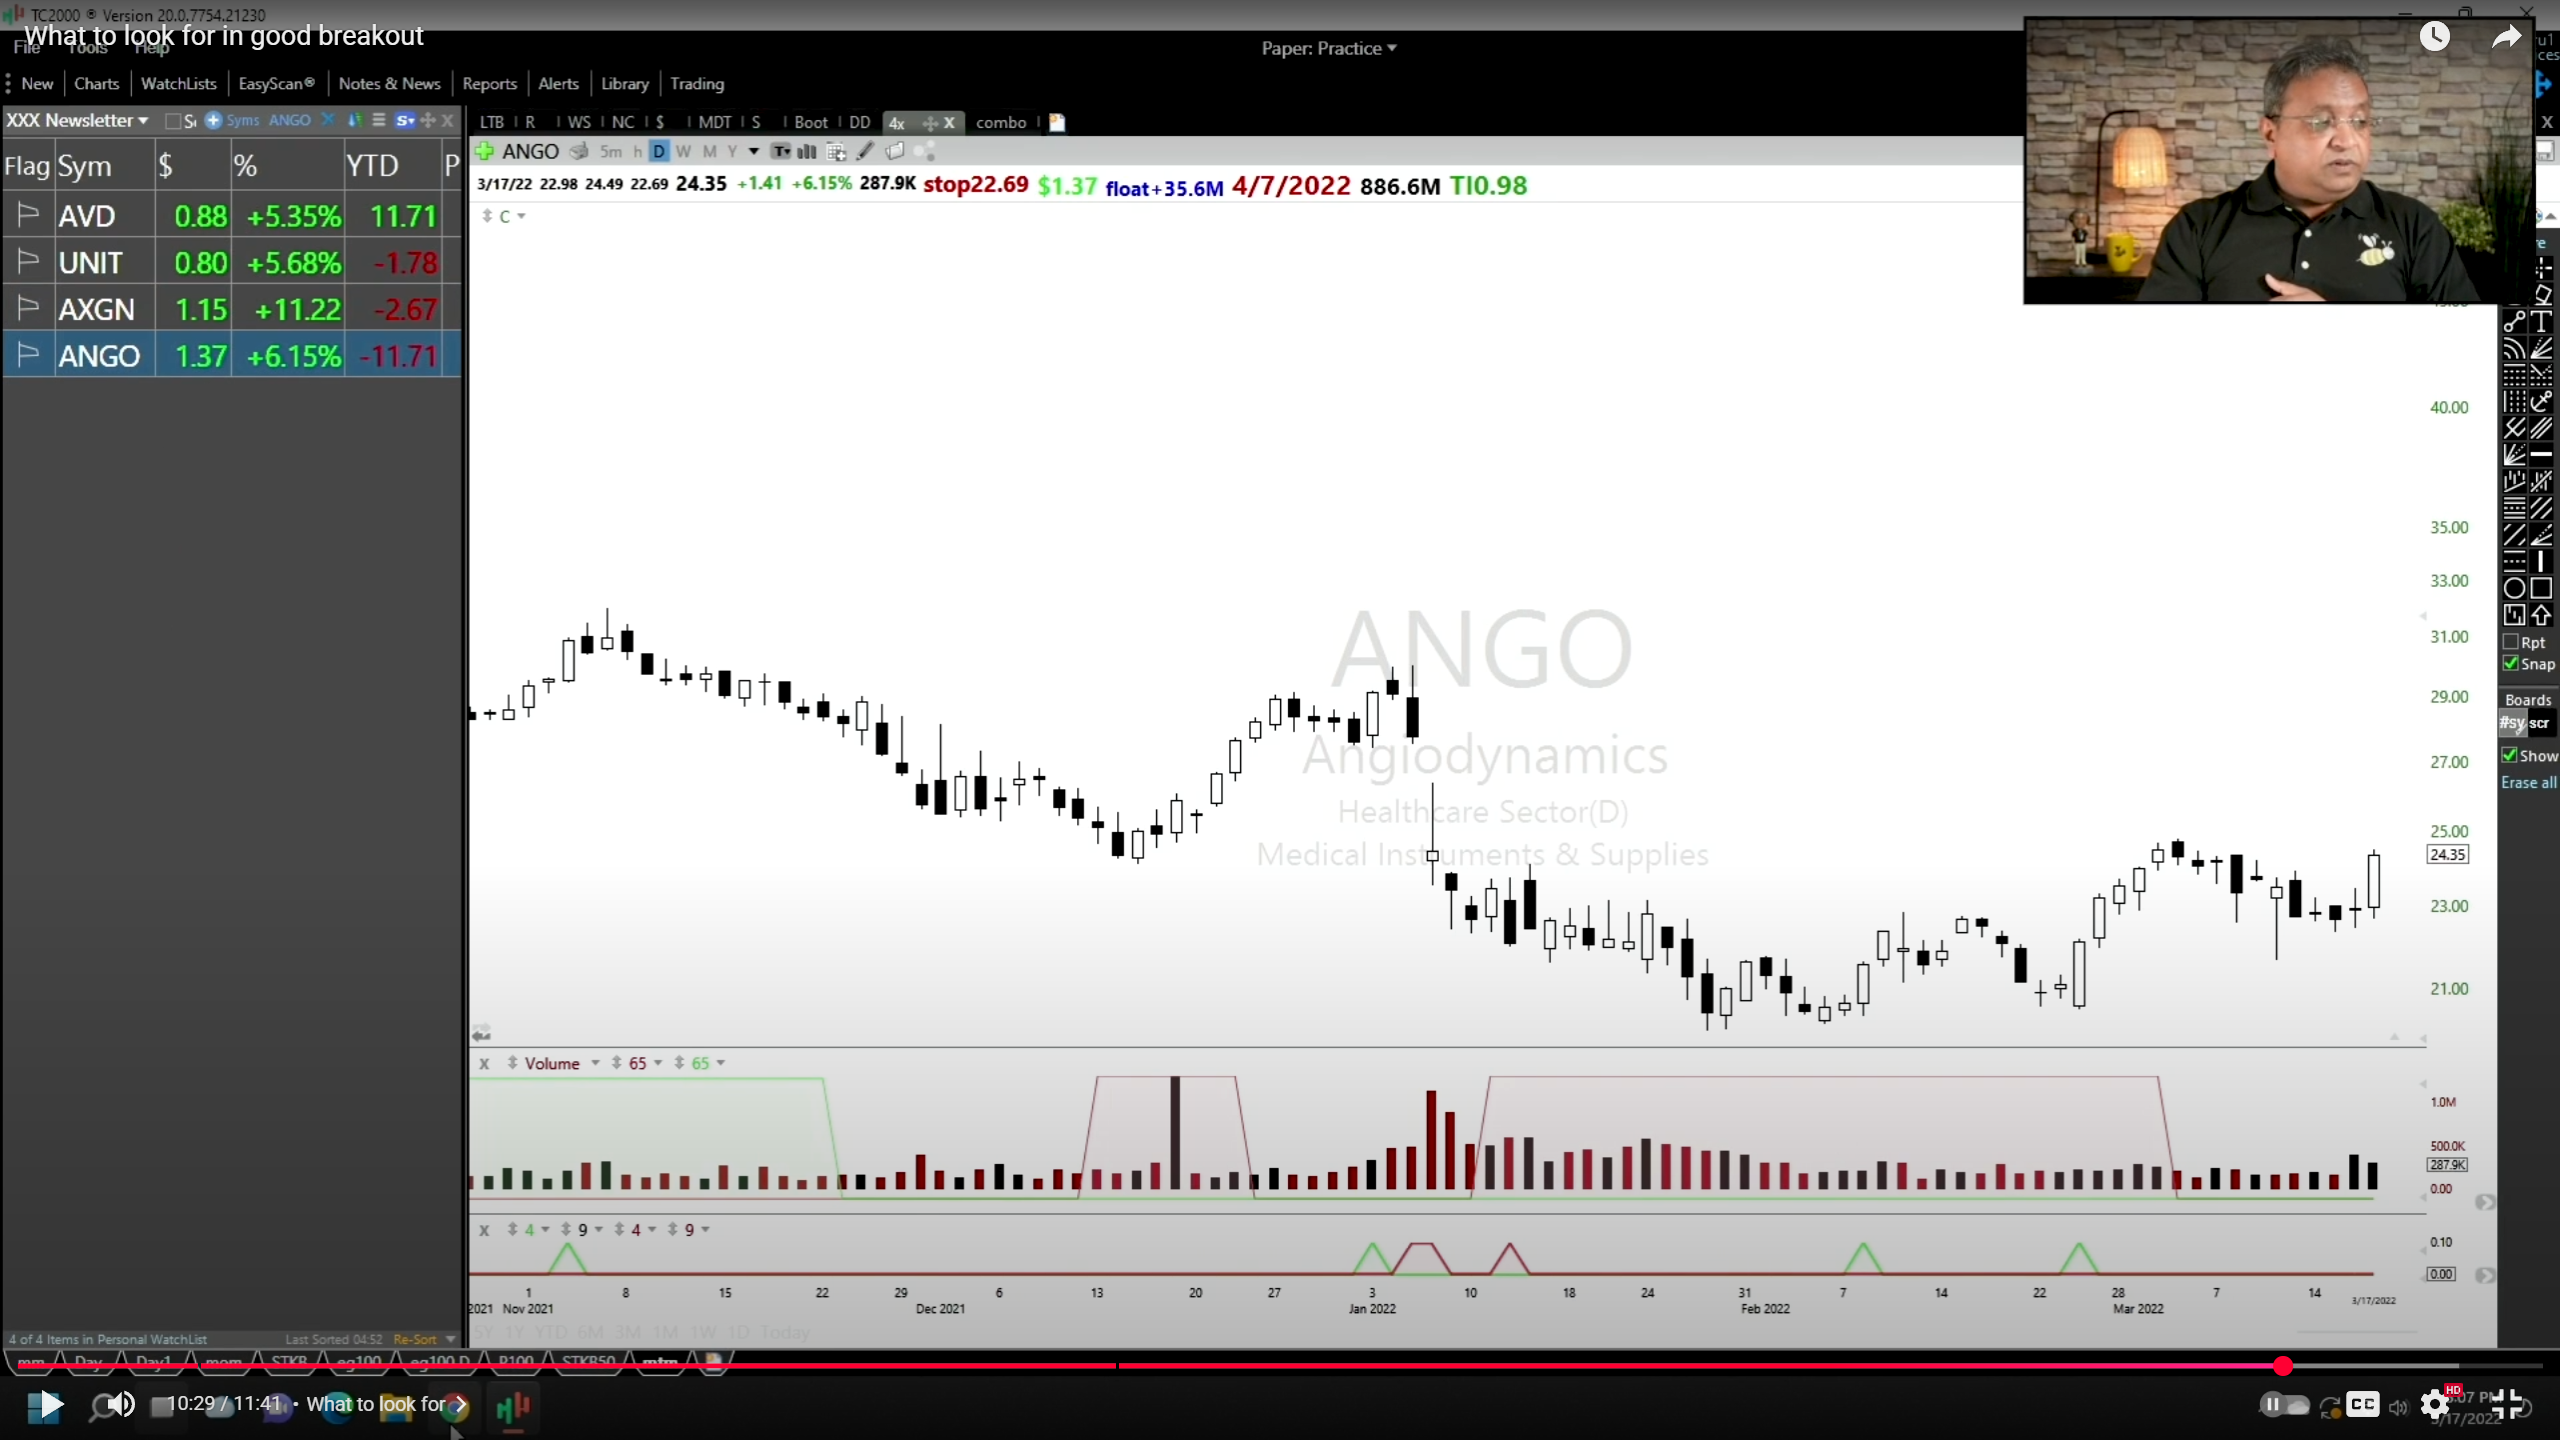 TC2000 ® Version 20.0.7754.21230
What to look for in good breakout
File Tools Help
Paper: Practice
New Charts WatchLists EasyScan® Notes & News Reports Alerts Library Trading
XXX Newsletter Syms ANGO
LTB R WS NC $ MDT S Boot DD 4x X combo
ANGO 5m h D W M Y
Flag Sym $ % YTD P
3/17/22 22.98 24.49 22.69 24.35 +1.41 +6.15% 287.9K stop22.69 $1.37 float+35.6M 4/7/2022 886.6M TI0.98
C
AVD 0.88 +5.35% 11.71
UNIT 0.80 +5.68% -1.78
AXGN 1.15 +11.22 -2.67
ANGO 1.37 +6.15% -11.71
40.00
35.00
33.00
31.00
29.00
27.00
25.00
24.35
23.00
21.00
ANGO
Angiodynamics
Healthcare Sector(D)
Medical Instruments & Supplies
Rpt
Snap
Boards
#sy scr
Show
Erase all
X Volume 65 65
1.0M
500.0K
287.9K
0.00
X 4 9 4 9
0.10
0.00
1 8 15 22 29 6 13 20 27 3 10 18 24 31 7 14 22 28 7 14 3/17/2022
2021 Nov 2021 Dec 2021 Jan 2022 Feb 2022 Mar 2022
5Y 1Y YTD 6M 3M 1M 1W 1D Today
4 of 4 Items in Personal WatchList Last Sorted 04:52 Re-Sort
mm Day Day1 mom STKB eg100 eg100 D P100 STKB50 mtm
10:29 / 11:41 • What to look for
CC HD